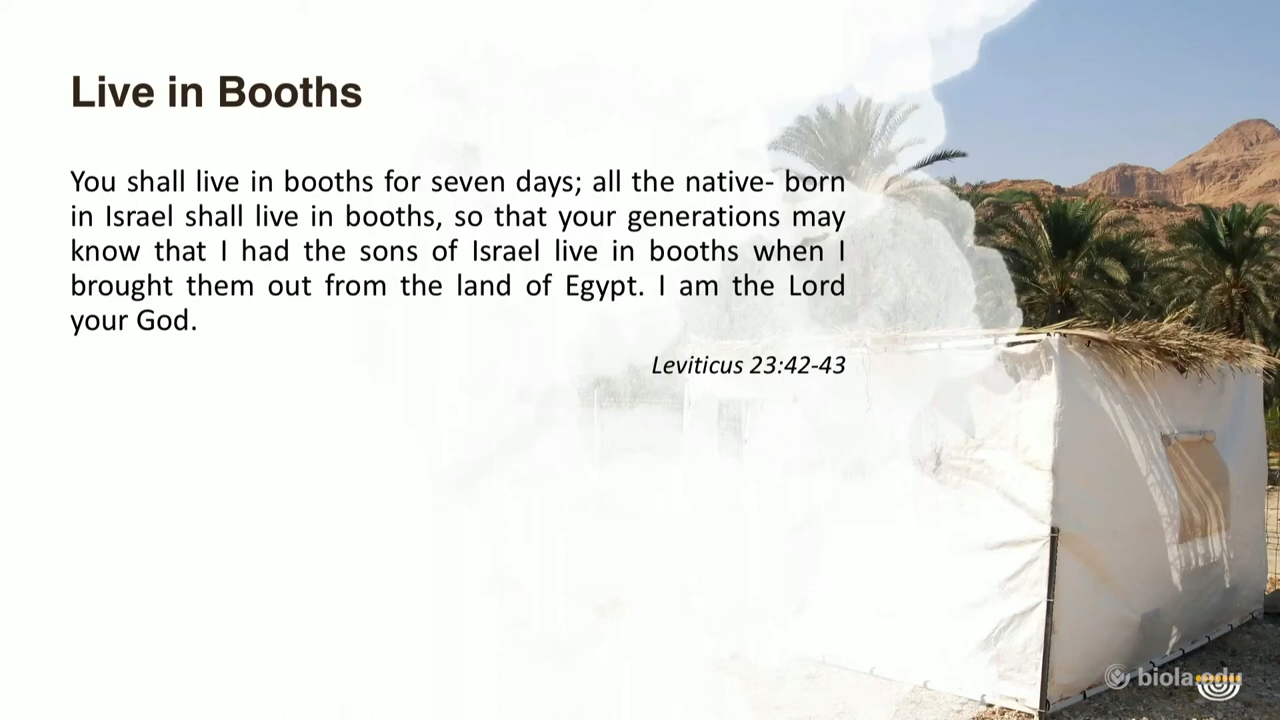 Live in Booths
You shall live in booths for seven days; all the native- born
in Israel shall live in booths, so that your generations may
know that I had the sons of Israel live in booths when I
brought them out from the land of Egypt. I am the Lord
your God.
Leviticus 23:42-43
biola.edu